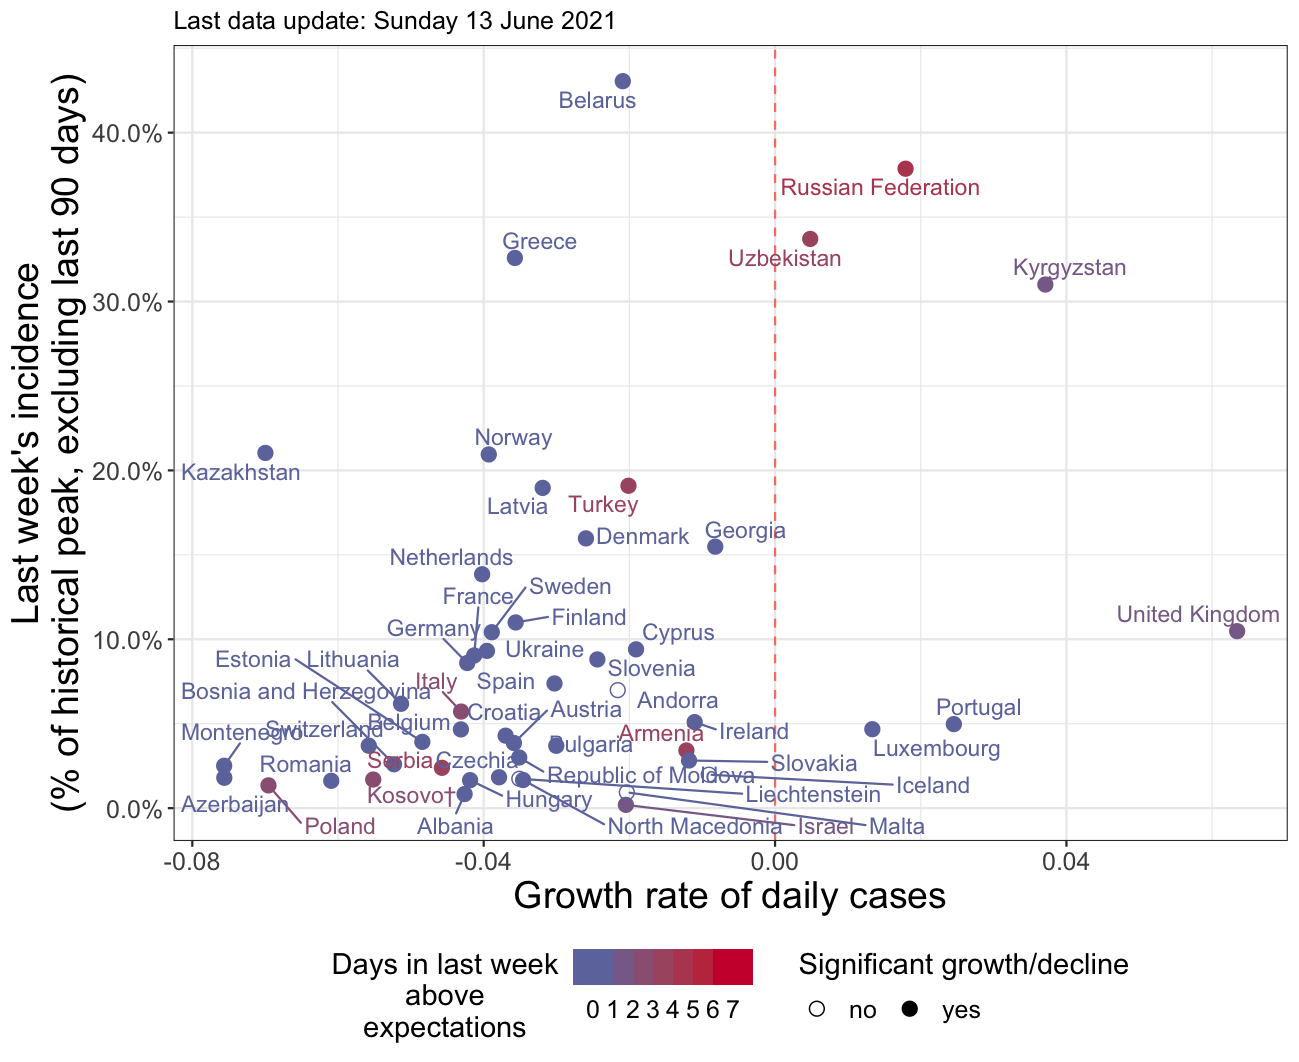 Last data update: Sunday 13 June 2021
Last week's incidence
(% of historical peak, excluding last 90 days)
40.0%
30.0%
20.0%
10.0%
0.0%
Belarus
Russian Federation
Greece
Uzbekistan
Kyrgyzstan
Norway
Kazakhstan
Latvia
Turkey
Denmark
Georgia
Netherlands
Sweden
France
United Kingdom
Finland
Germany
Cyprus
Ukraine
Estonia
Lithuania
Slovenia
Italy
Spain
Bosnia and Herzegovina
Andorra
Portugal
Croatia
Austria
Belgium
Switzerland
Montenegro
Ireland
Armenia
Bulgaria
Luxembourg
Serbia
Czechia
Romania
Slovakia
Republic of Moldova
Iceland
Kosovo†
Liechtenstein
Hungary
Azerbaijan
Poland
Albania
North Macedonia
Israel
Malta
-0.08
-0.04
0.00
0.04
Growth rate of daily cases
Days in last week
above
expectations
0 1 2 3 4 5 6 7
Significant growth/decline
no
yes